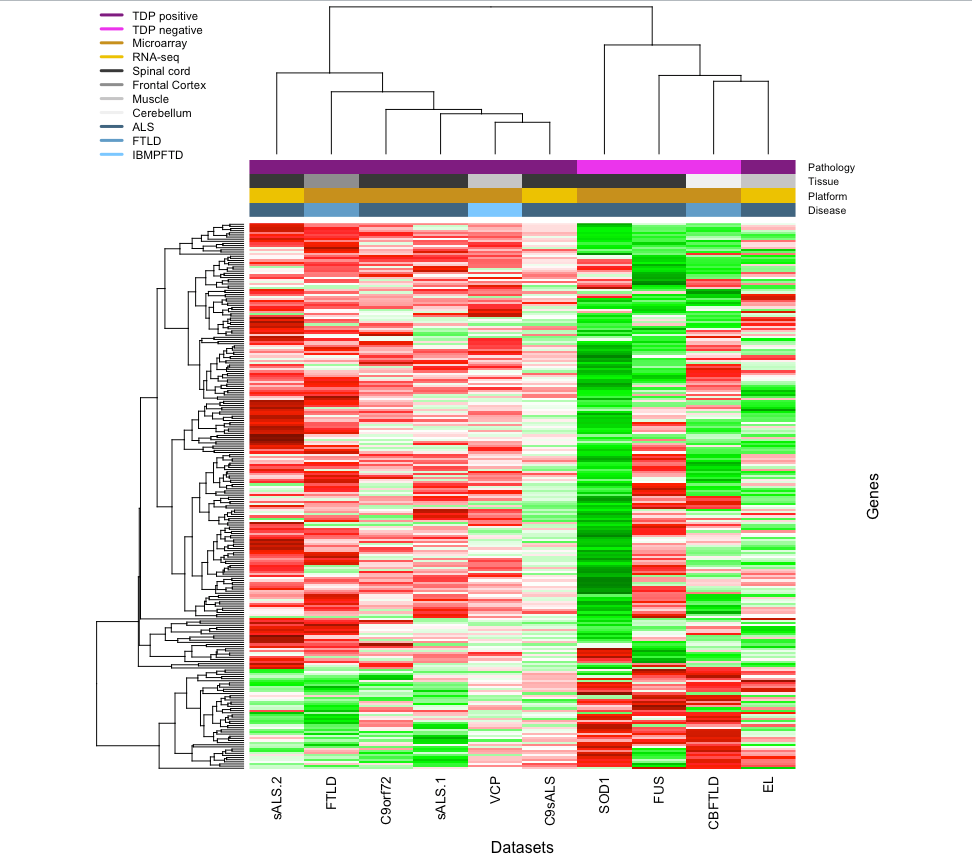 TDP positive
TDP negative
Microarray
RNA-seq
Spinal cord
Frontal Cortex
Muscle
Cerebellum
ALS
FTLD
IBMPFTD
Pathology
Tissue
Platform
Disease
Genes
sALS.2
FTLD
C9orf72
sALS.1
VCP
C9sALS
SOD1
FUS
CBFTLD
EL
Datasets